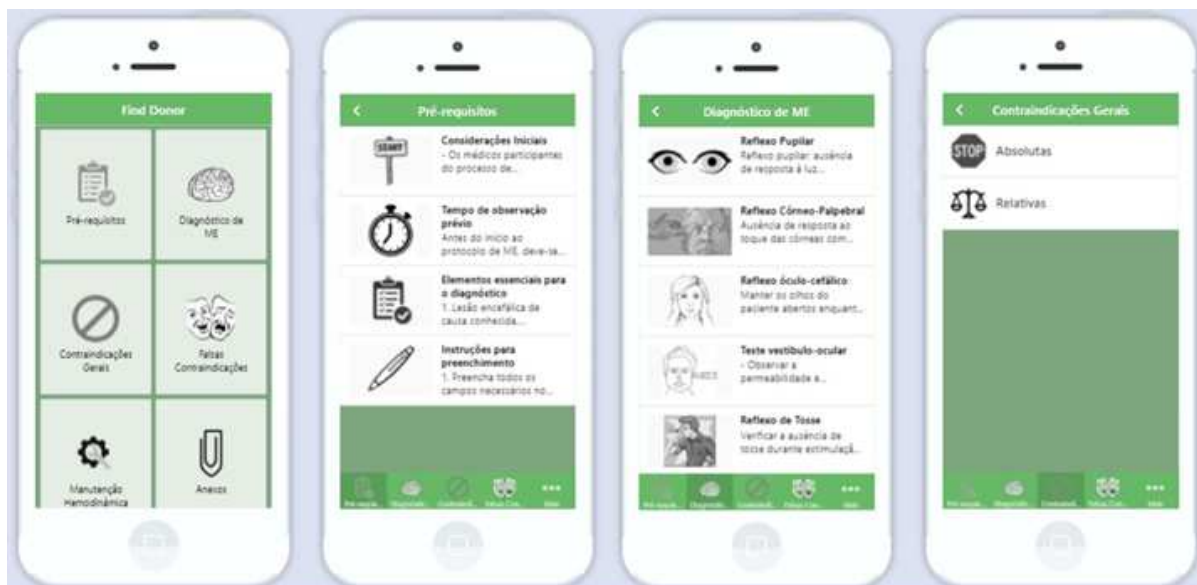 Find Donor
Pré-requisitos
Diagnóstico de
ME
Contraindicações
Gerais
Falsas
Contraindicações
Manutenção
Hemodinâmica
Anexos
Pré-requisitos
START
Considerações Iniciais
- Os médicos participantes
do processo de...
Tempo de observação
prévio
Antes do início ao
protocolo de ME, deve-se...
Elementos essenciais para
o diagnóstico
1. Lesão encefálica de
causa conhecida...
Instruções para
preenchimento
1. Preencha todos os
campos necessários no...
Diagnóstico de ME
Reflexo Pupilar
Reflexo pupilar: ausência
de resposta à luz...
Reflexo Córneo-Palpebral
Ausência de resposta ao
toque das córneas com...
Reflexo óculo-cefálico:
Manter os olhos do
paciente abertos enquant...
Teste vestíbulo-ocular
- Observar a
permeabilidade e...
Reflexo de Tosse
Verificar a ausência de
tosse durante estimulaçã...
Contraindicações Gerais
STOP
Absolutas
Relativas